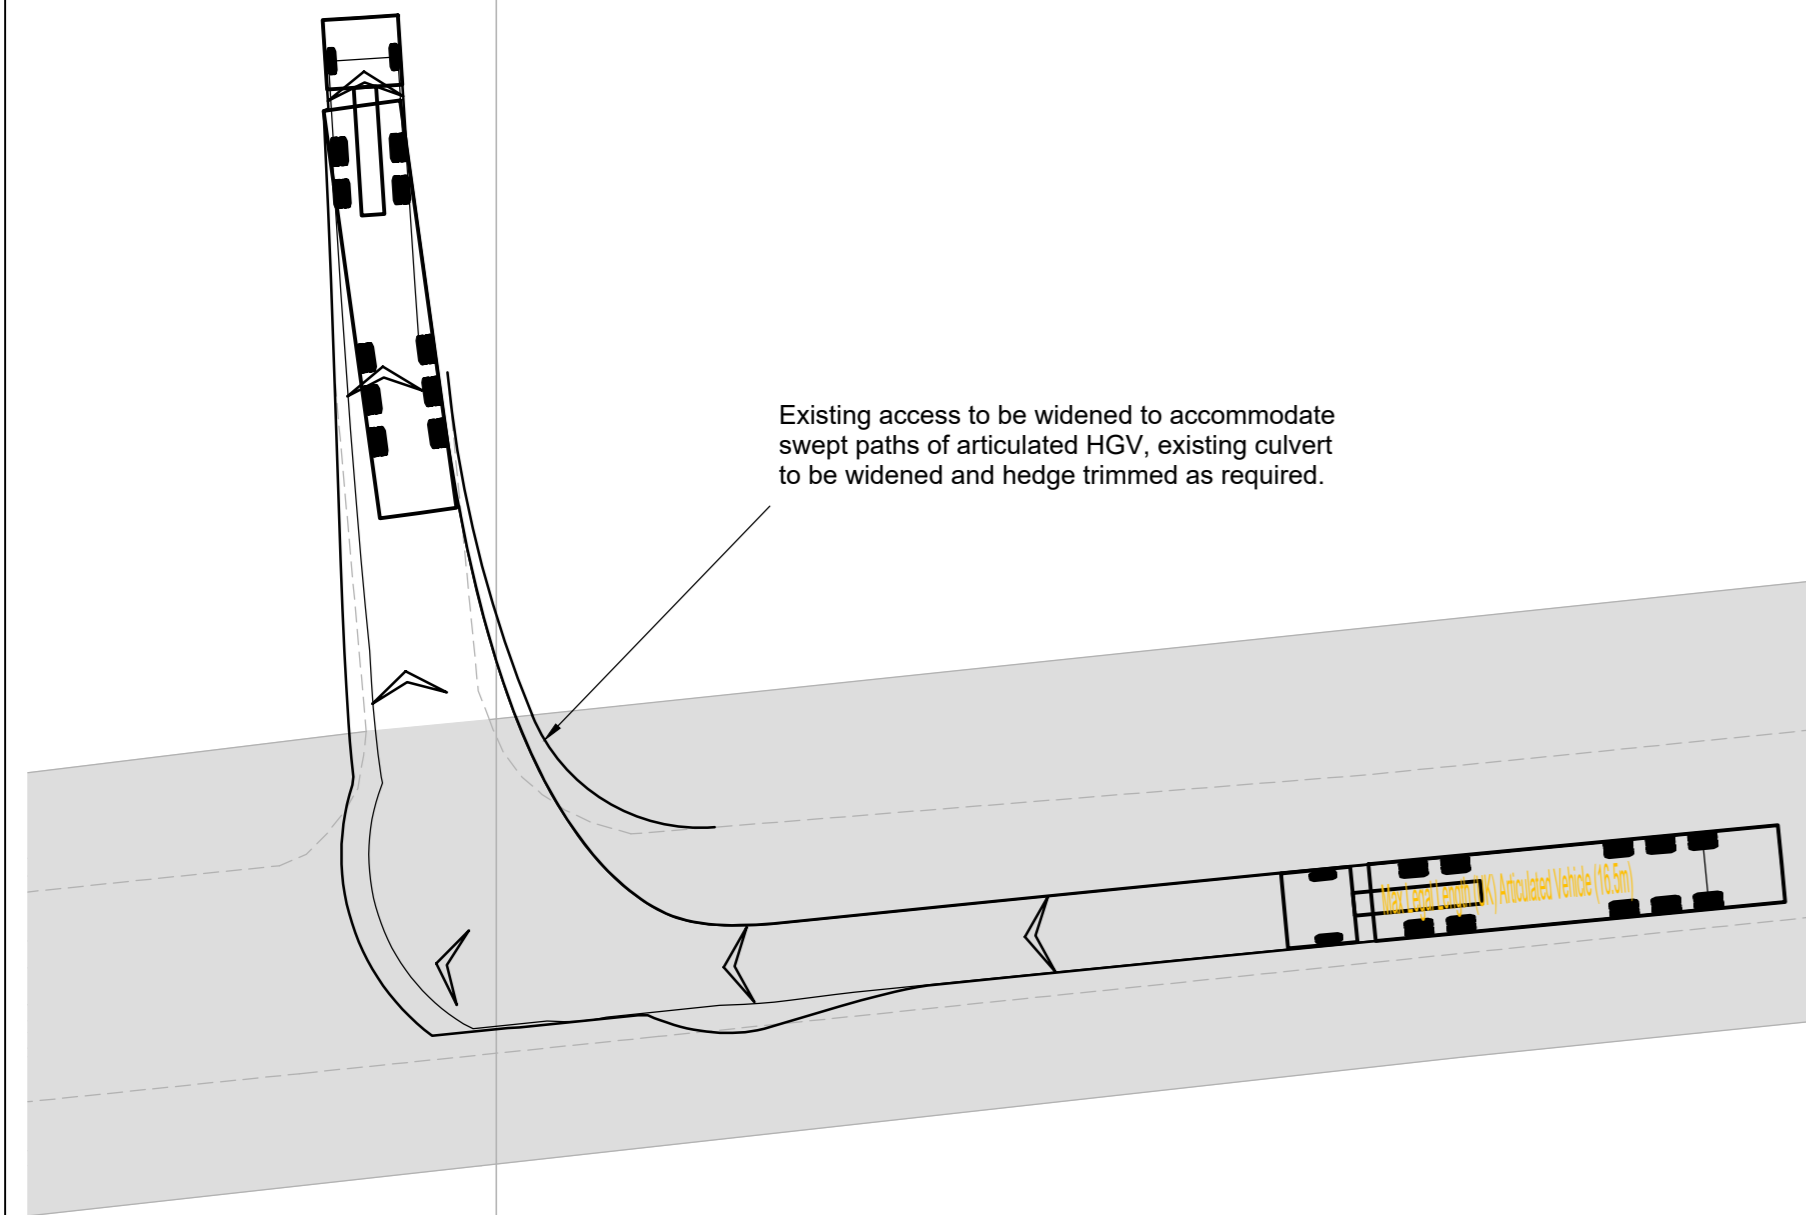 Existing access to be widened to accommodate
swept paths of articulated HGV, existing culvert
to be widened and hedge trimmed as required.
Max Legal Length (UK) Articulated Vehicle (16.5m)